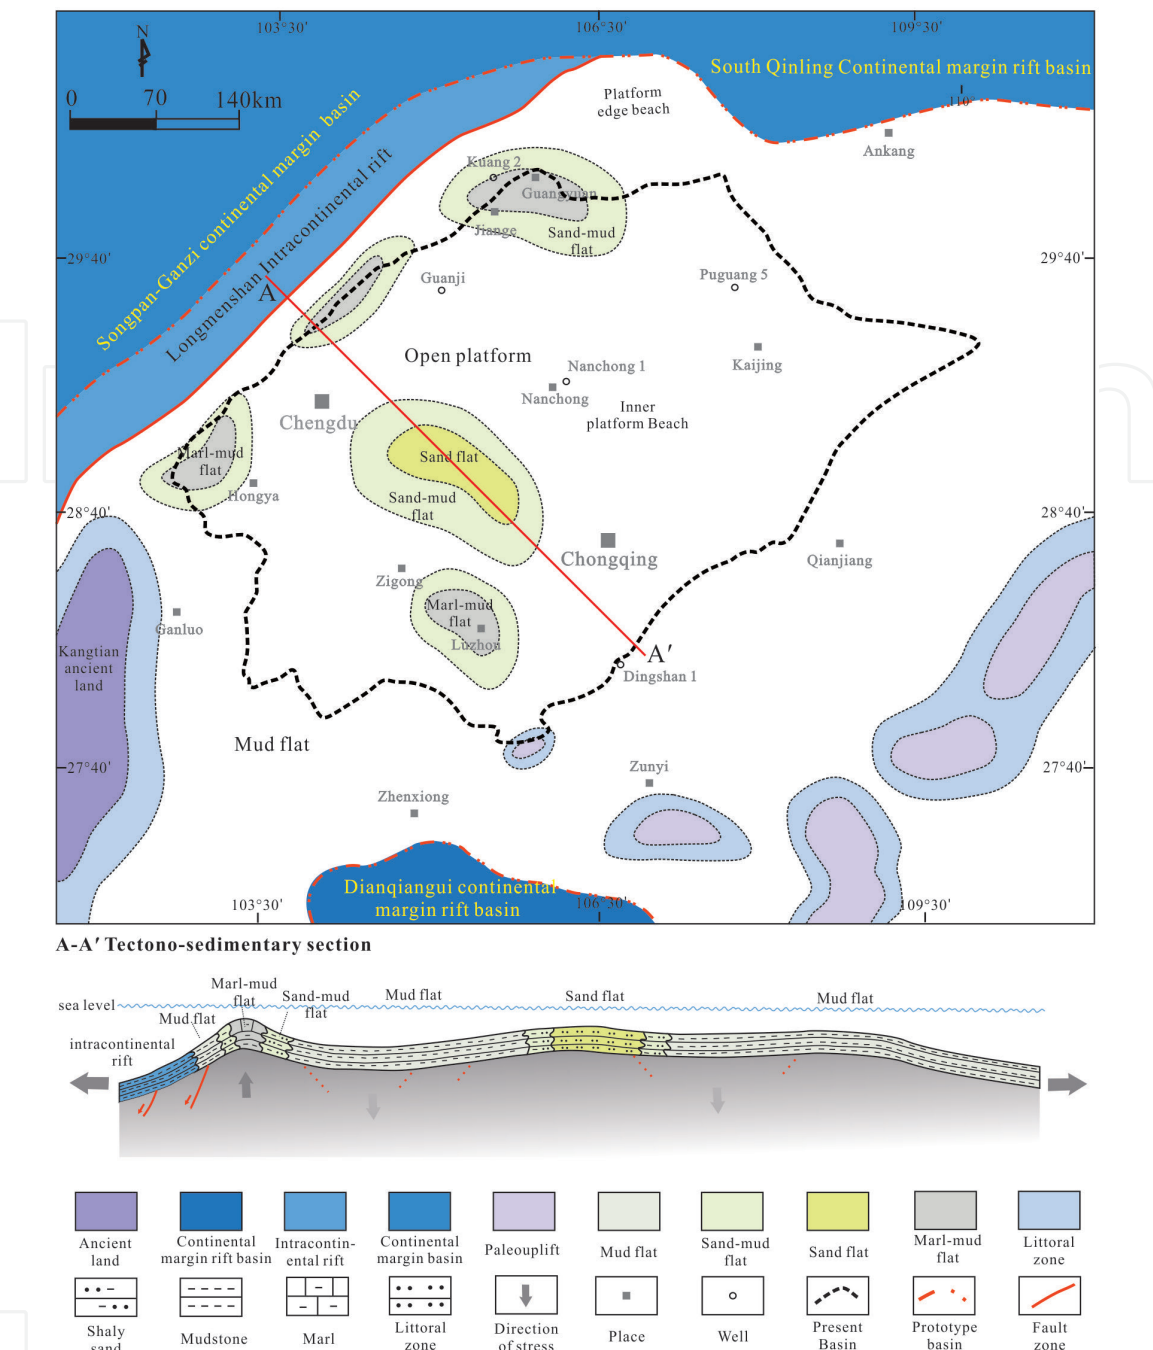 103°30'
106°30'
109°30'
N
South Qinling Continental margin rift basin
0 70 140km
Platform
edge beach
110°
Songpan-Ganzi continental margin basin
Ankang
Longmenshan Intracontinental rift
Kuang 2
Guangyuan
Jiange
Sand-mud
flat
29°40'
29°40'
Guanji
Puguang 5
A
Open platform
Kaijing
Nanchong 1
Nanchong
Inner
platform Beach
Chengdu
Marl-mud
flat
Sand flat
Hongya
Sand-mud
flat
28°40'
28°40'
Chongqing
Qianjiang
Zigong
Marl-mud
flat
Ganluo
Luzhou
Kangtian
ancient
land
A′
Dingshan 1
Mud flat
27°40'
27°40'
Zunyi
Zhenxiong
Dianqiangui continental
margin rift basin
103°30'
106°30'
109°30'
A-A′ Tectono-sedimentary section
Marl-mud
flat
Sand-mud
flat
Mud flat
Sand flat
Mud flat
sea level
Mud flat
intracontinental
rift
Ancient
land
Continental
margin rift basin
Intracontin-
ental rift
Continental
margin basin
Paleouplift
Mud flat
Sand-mud
flat
Sand flat
Marl-mud
flat
Littoral
zone
Shaly
sand
Mudstone
Marl
Littoral
zone
Direction
of stress
Place
Well
Present
Basin
Prototype
basin
Fault
zone